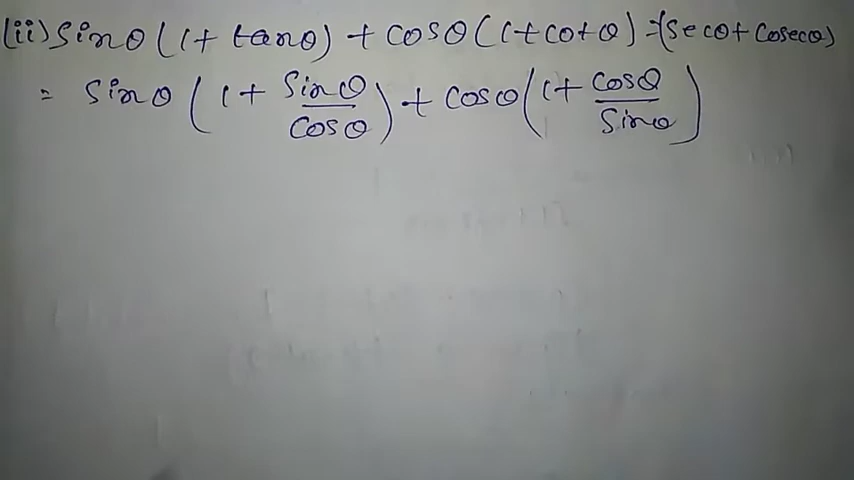 (ii) Sinθ (1 + tanθ) + cosθ (1 + cotθ) = (secθ + cosecθ)
= Sinθ (1 + Sinθ/Cosθ) + cosθ (1 + cosθ/Sinθ)